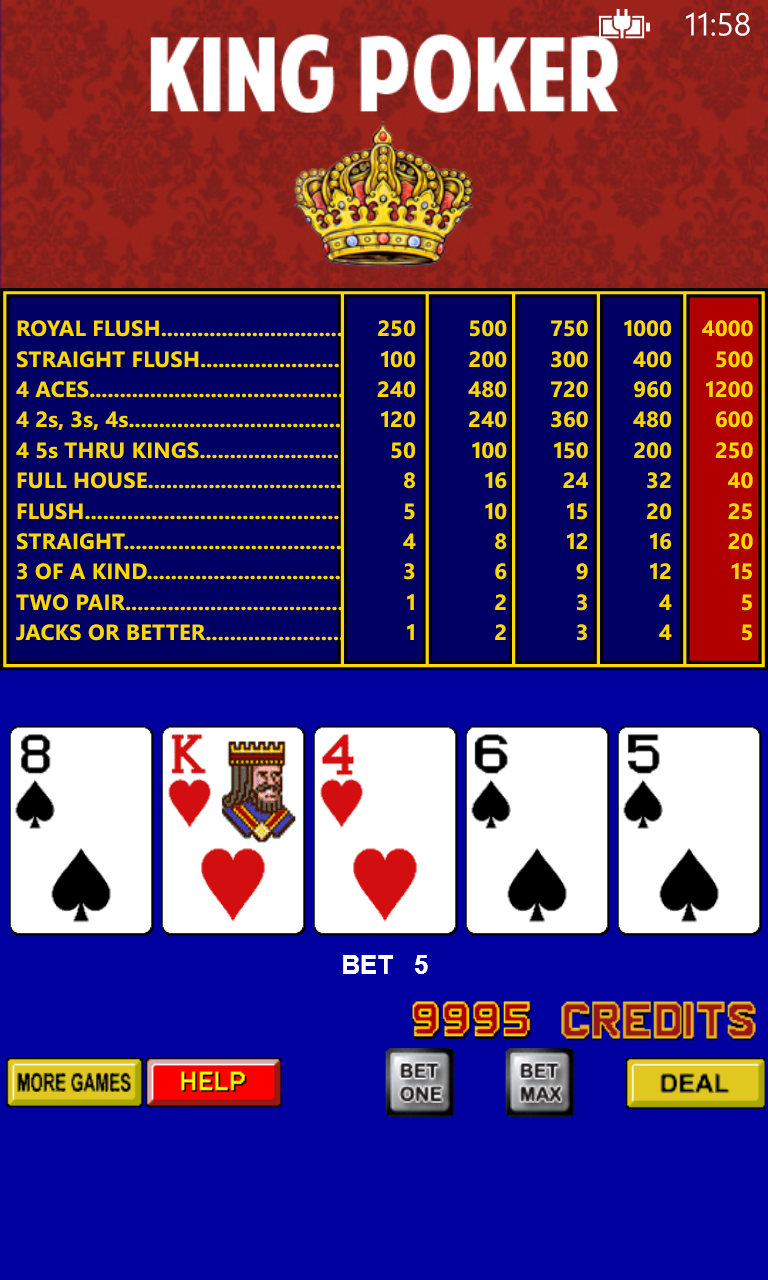 11:58
KING POKER
ROYAL FLUSH.............................. 250 500 750 1000 4000
STRAIGHT FLUSH....................... 100 200 300 400 500
4 ACES......................................... 240 480 720 960 1200
4 2s, 3s, 4s................................... 120 240 360 480 600
4 5s THRU KINGS....................... 50 100 150 200 250
FULL HOUSE................................ 8 16 24 32 40
FLUSH.......................................... 5 10 15 20 25
STRAIGHT.................................... 4 8 12 16 20
3 OF A KIND................................ 3 6 9 12 15
TWO PAIR.................................... 1 2 3 4 5
JACKS OR BETTER...................... 1 2 3 4 5
8 K 4 6 5
BET 5
9995 CREDITS
MORE GAMES HELP BET ONE BET MAX DEAL